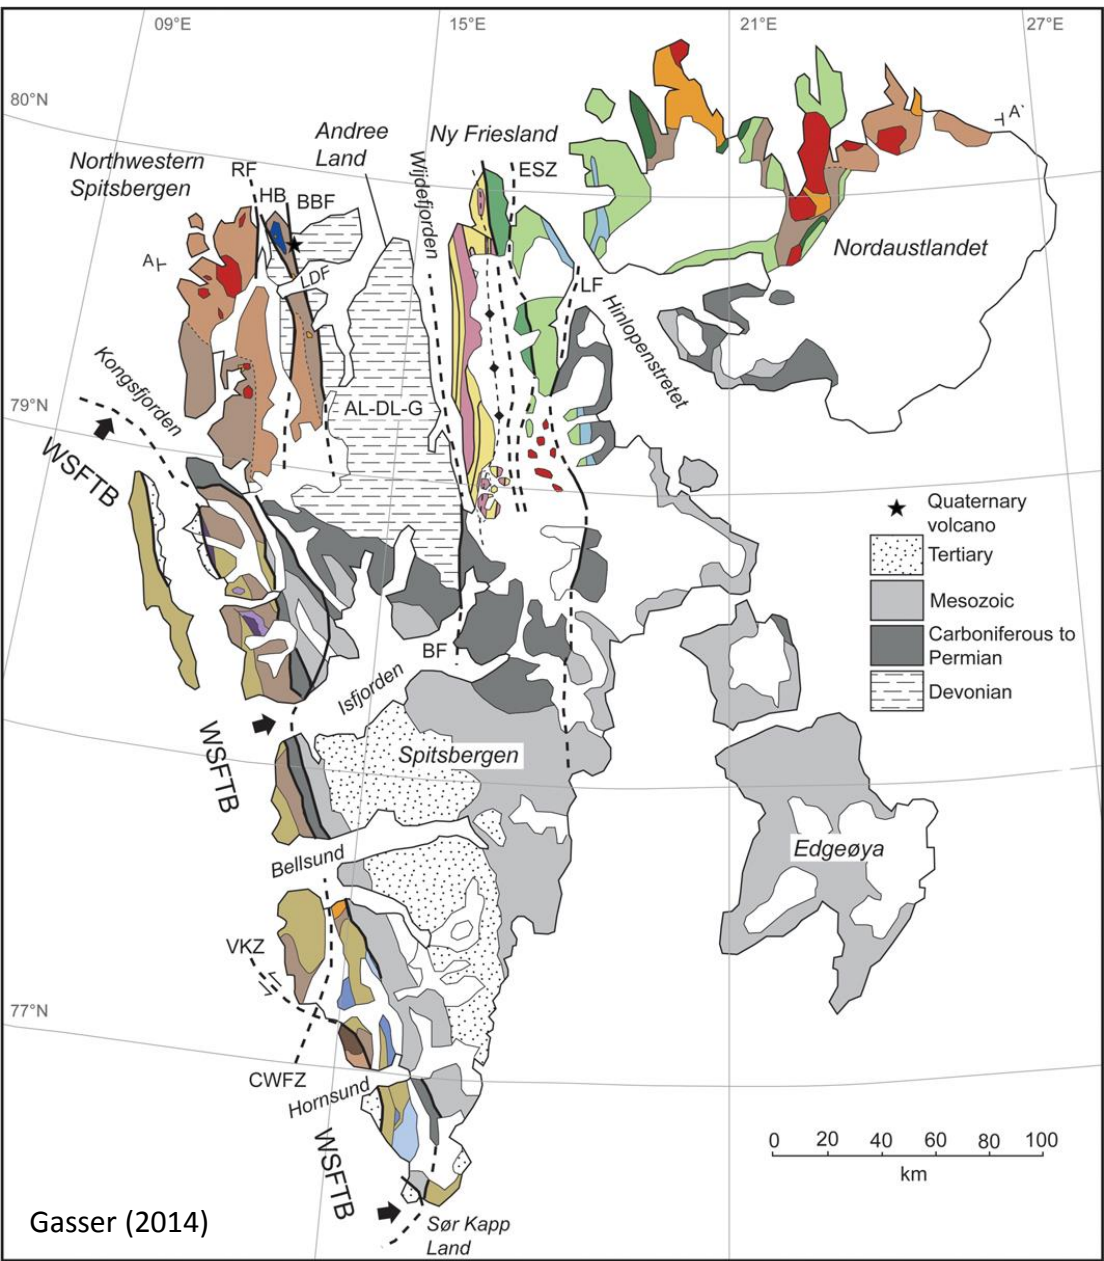 09°E
15°E
21°E
27°E
80°N
A'
Andree
Land
Ny Friesland
Northwestern
Spitsbergen
RF
HB
BBF
Wijdefjorden
ESZ
A
LDF
LF
Nordaustlandet
Hinlopenstretet
Kongsfjorden
79°N
AL-DL-G
WSFTB
Quaternary
volcano
Tertiary
Mesozoic
Carboniferous to
Permian
Devonian
BF
Isfjorden
WSFTB
Spitsbergen
Edgeøya
Bellsund
VKZ
77°N
CWFZ
Hornsund
WSFTB
0 20 40 60 80 100
km
Gasser (2014)
Sør Kapp
Land